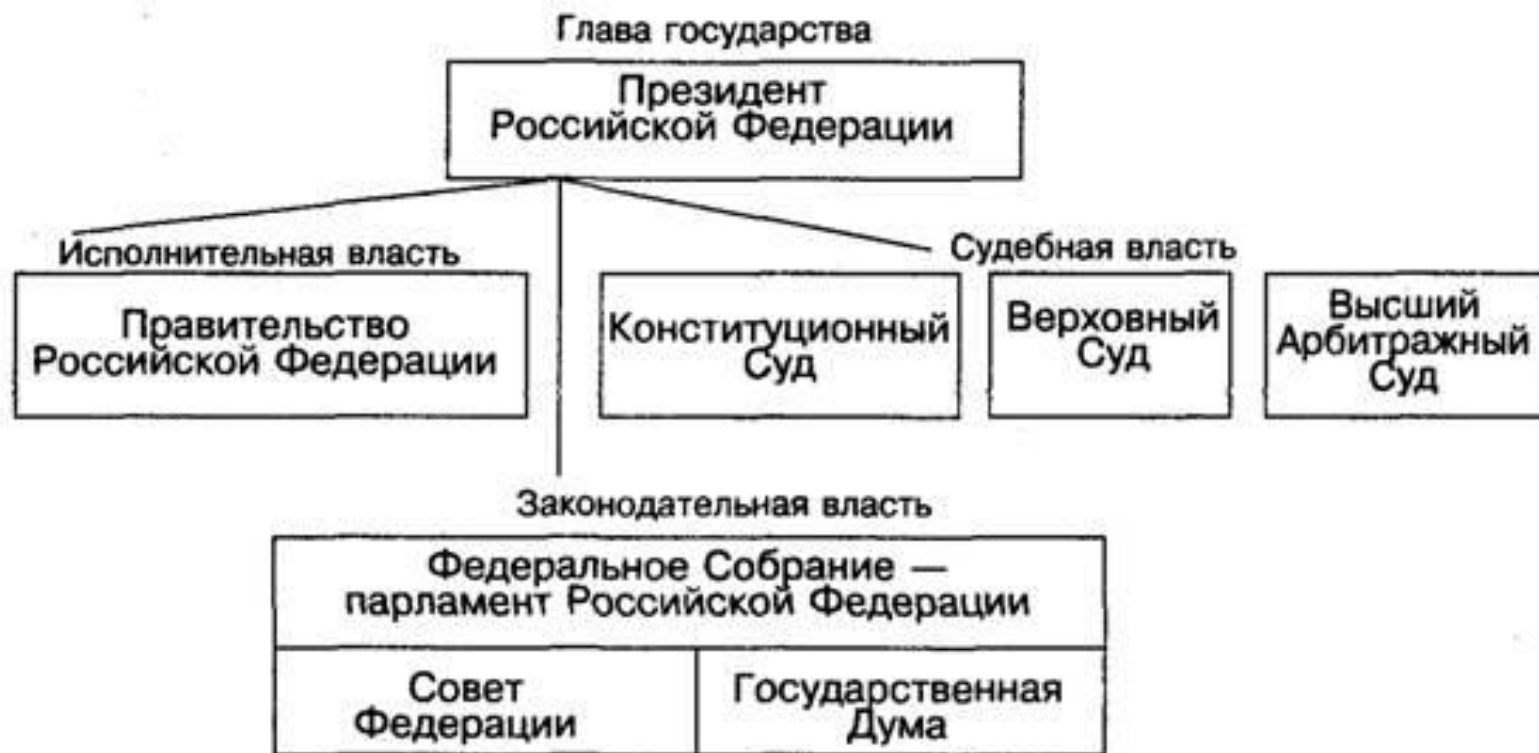 Глава государства
Президент
Российской Федерации
Исполнительная власть
Правительство
Российской Федерации
Судебная власть
Конституционный
Суд
Верховный
Суд
Высший
Арбитражный
Суд
Законодательная власть
Федеральное Собрание —
парламент Российской Федерации
Совет
Федерации
Государственная
Дума